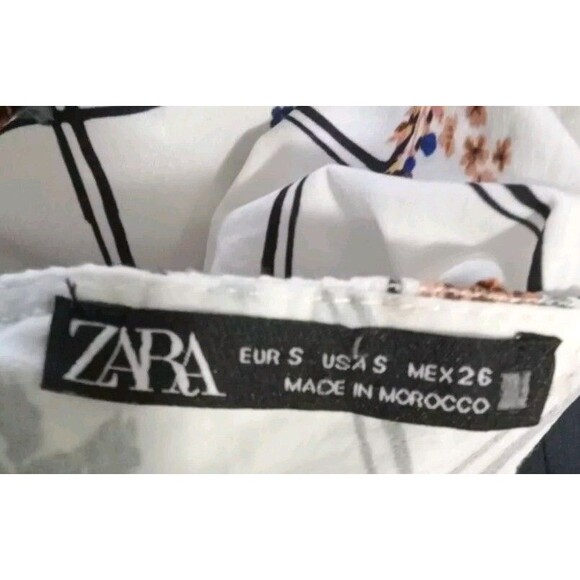 ZARA
EUR S USA S MEX 26
MADE IN MOROCCO